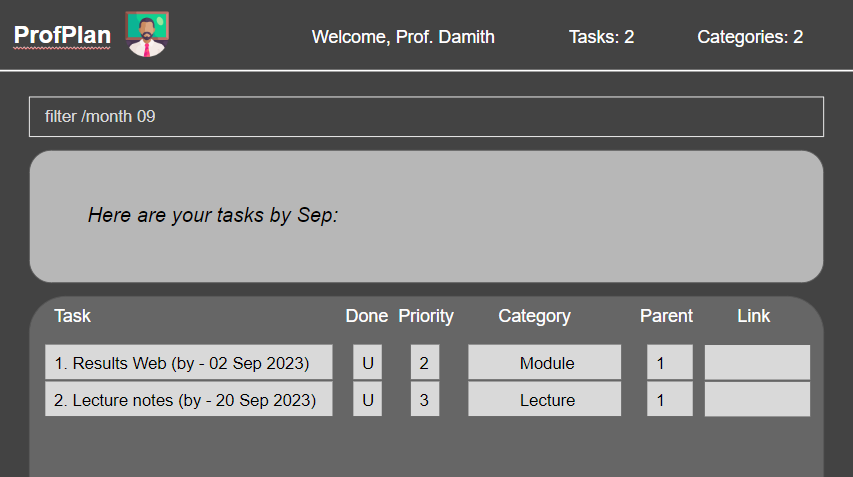 ProfPlan Welcome, Prof. Damith Tasks: 2 Categories: 2
filter /month 09
Here are your tasks by Sep:
Task Done Priority Category Parent Link
1. Results Web (by - 02 Sep 2023) U 2 Module 1
2. Lecture notes (by - 20 Sep 2023) U 3 Lecture 1